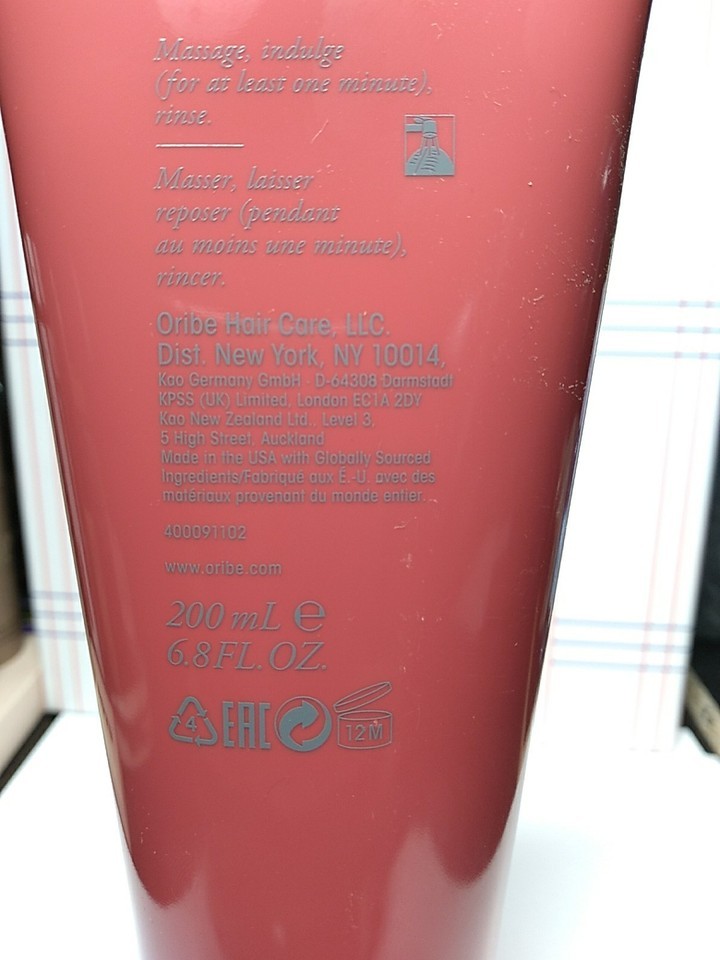 Massage, indulge
(for at least one minute),
rinse.
Masser, laisser
reposer (pendant
au moins une minute),
rincer.
Oribe Hair Care, LLC.
Dist. New York, NY 10014,
Kao Germany GmbH · D-64308 Darmstadt
KPSS (UK) Limited, London EC1A 2DY
Kao New Zealand Ltd., Level 3,
5 High Street, Auckland
Made in the USA with Globally Sourced
Ingredients/Fabriqué aux É.-U. avec des
matériaux provenant du monde entier.
400091102
www.oribe.com
200 mL e
6.8 FL. OZ.
4 EAC 12M